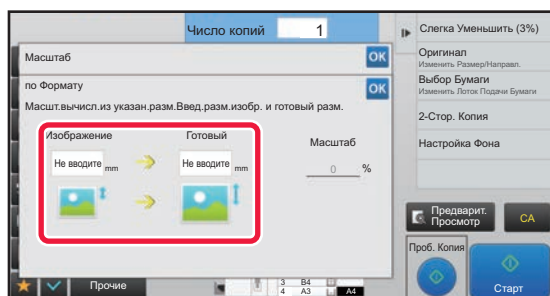 Число копий 1
Масштаб
OK
по Формату
OK
Масшт.вычисл.из указан.разм.Введ.разм.изобр. и готовый разм.
Изображение
Готовый
Масштаб
Не вводите mm
Не вводите mm
0 %
Прочие
3 B4
4 A3
A4
Слегка Уменьшить (3%)
Оригинал
Изменить Размер/Направл.
Выбор Бумаги
Изменить Лоток Подачи Бумаги
2-Стор. Копия
Настройка Фона
Предварит.
Просмотр
CA
Проб. Копия
Старт